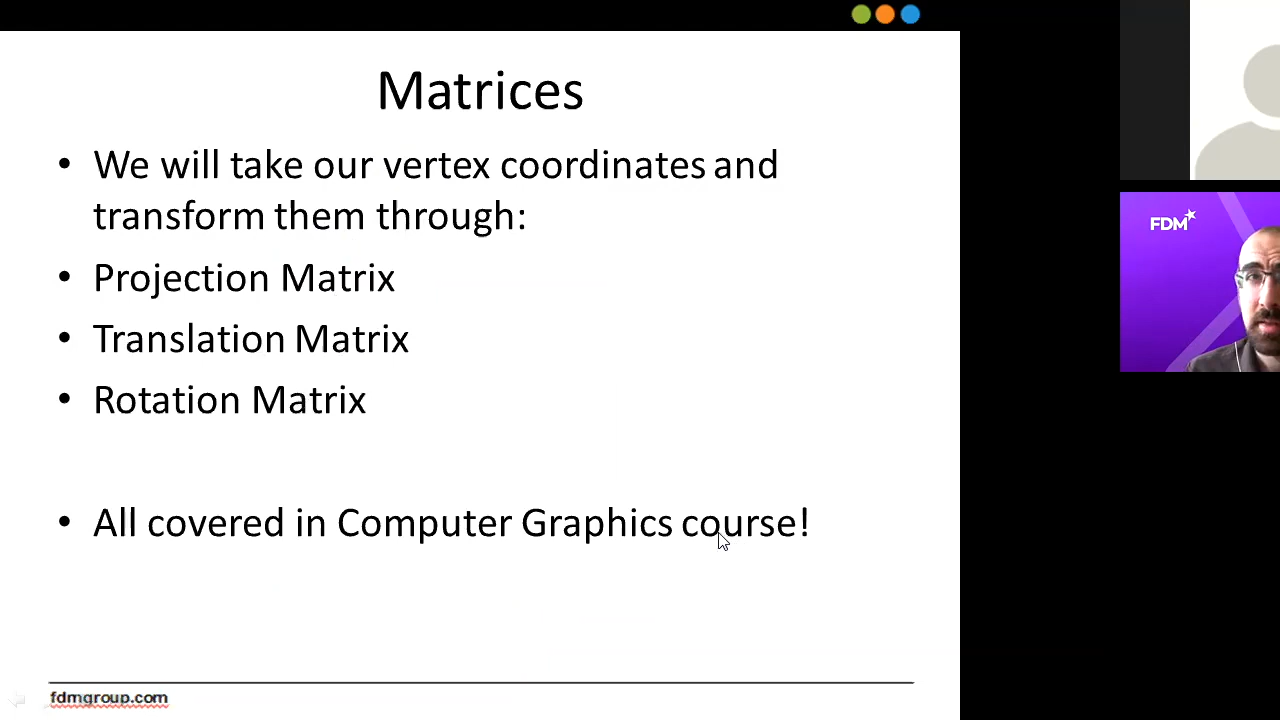 Matrices
• We will take our vertex coordinates and
transform them through:
• Projection Matrix
• Translation Matrix
• Rotation Matrix
• All covered in Computer Graphics course!
fdmgroup.com
FDM